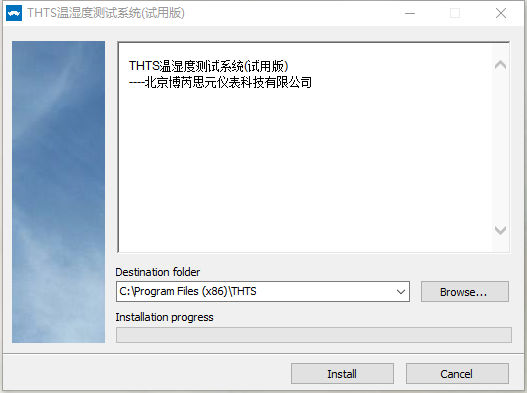 THTS温湿度测试系统(试用版)
THTS温湿度测试系统(试用版)
----北京博芮思元仪表科技有限公司
Destination folder
C:\Program Files (x86)\THTS
Browse...
Installation progress
Install
Cancel